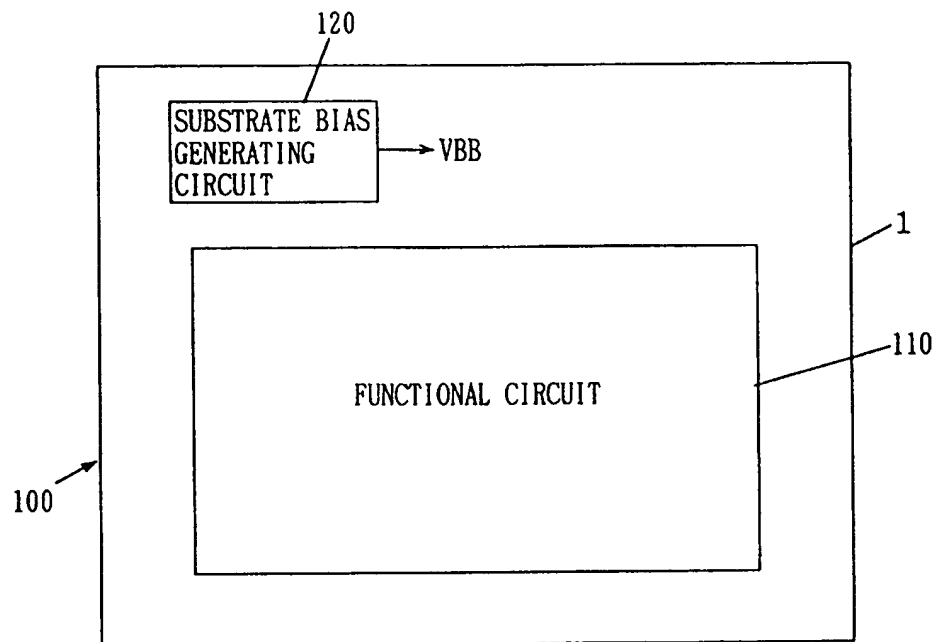 120
SUBSTRATE BIAS
GENERATING
CIRCUIT
VBB
1
110
FUNCTIONAL CIRCUIT
100